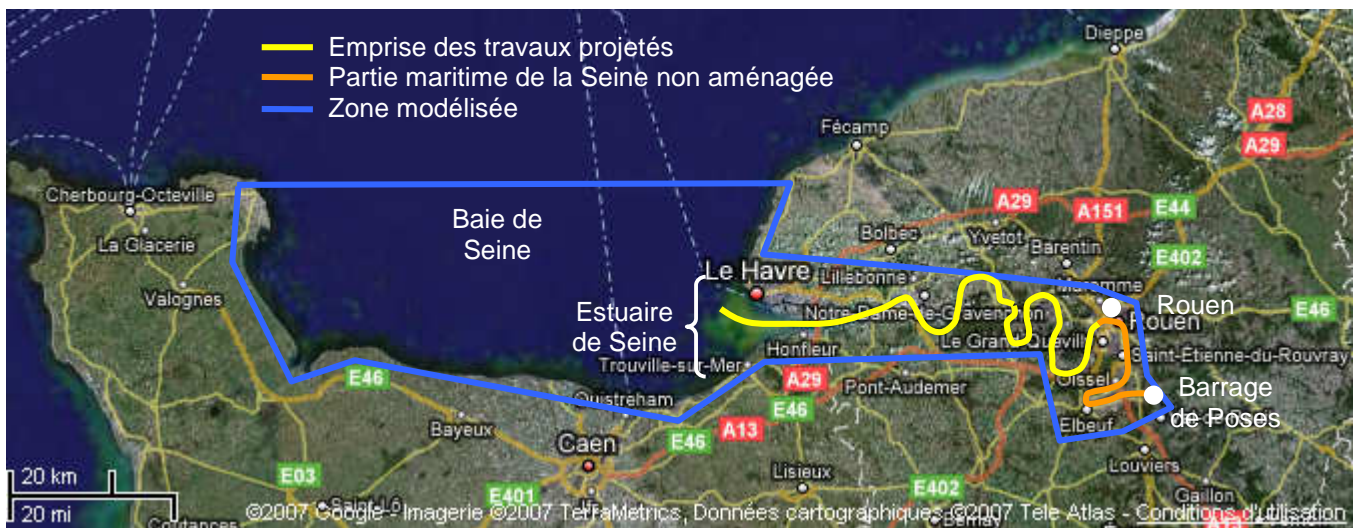 Emprise des travaux projetés
Partie maritime de la Seine non aménagée
Zone modélisée
Dieppe
A28
A29
Fécamp
Cherbourg-Octeville
La Glacerie
Valognes
Baie de
Seine
A29
A151
E44
Bolbec
Yvetot
Barentin
E402
Le Havre
Lillebonne
Maromme
Rouen
E46
Estuaire
de Seine
Notre-Dame-de-Gravenchon
Rouen
Honfleur
Le Grand-Quevilly
Saint-Étienne-du-Rouvray
Trouville-sur-Mer
A29
Pont-Audemer
Oissel
Barrage
de Poses
E46
Ouistreham
E46
A13
Elbeuf
Bayeux
Caen
Louviers
Lisieux
20 km
E03
E401
E402
Gaillon
20 mi
Saint-Lô
Coutances
©2007 Google - Imagerie ©2007 TerraMetrics, Données cartographiques ©2007 Tele Atlas - Conditions d'utilisation